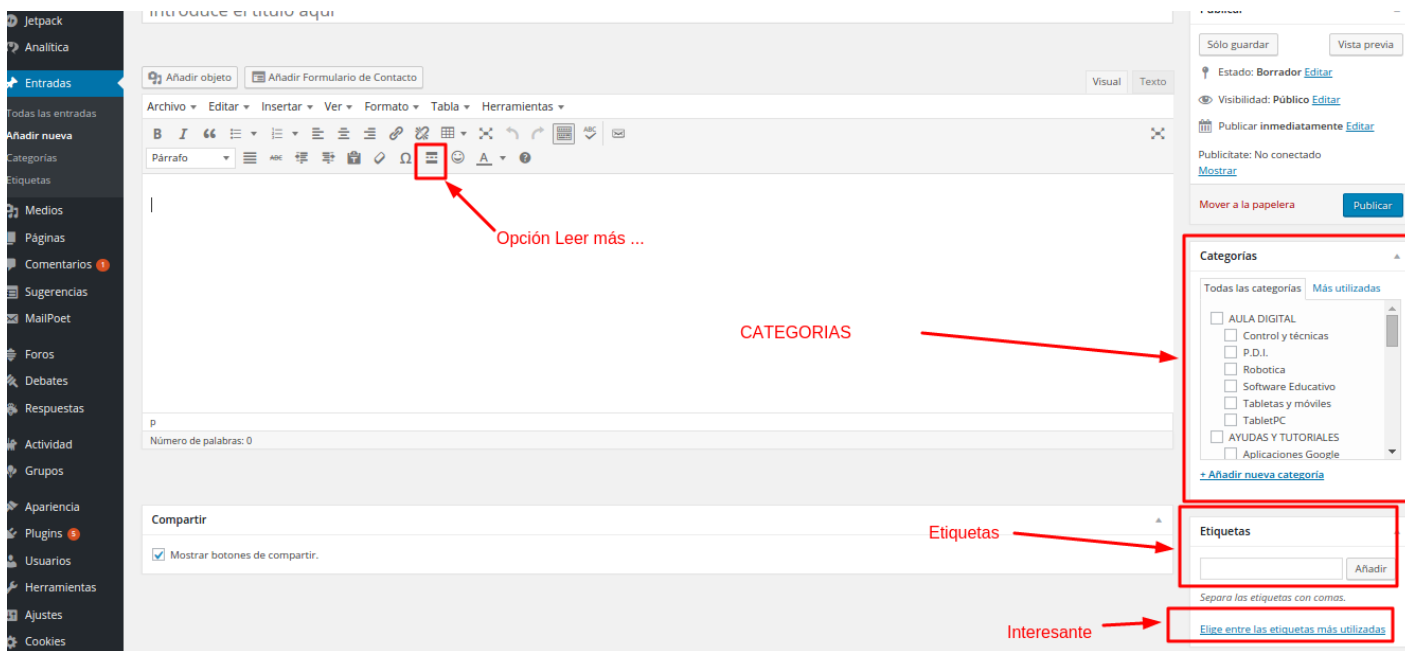 Jetpack
Analítica
Entradas
Todas las entradas
Añadir nueva
Categorías
Etiquetas
Medios
Páginas
Comentarios 1
Sugerencias
MailPoet
Foros
Debates
Respuestas
Actividad
Grupos
Apariencia
Plugins 5
Usuarios
Herramientas
Ajustes
Cookies
Introduce el título aquí
Añadir objeto
Añadir Formulario de Contacto
Visual
Texto
Archivo Editar Insertar Ver Formato Tabla Herramientas
B I ABC
Párrafo ABC Ω A
Opción Leer más ...
CATEGORIAS
p
Número de palabras: 0
Compartir
Mostrar botones de compartir.
Etiquetas
Interesante
Publicar
Sólo guardar
Vista previa
Estado: Borrador Editar
Visibilidad: Público Editar
Publicar inmediatamente Editar
Publicítate: No conectado
Mostrar
Mover a la papelera
Publicar
Categorías
Todas las categorías
Más utilizadas
AULA DIGITAL
Control y técnicas
P.D.I.
Robotica
Software Educativo
Tabletas y móviles
TabletPC
AYUDAS Y TUTORIALES
Aplicaciones Google
+ Añadir nueva categoría
Etiquetas
Añadir
Separa las etiquetas con comas.
Elige entre las etiquetas más utilizadas